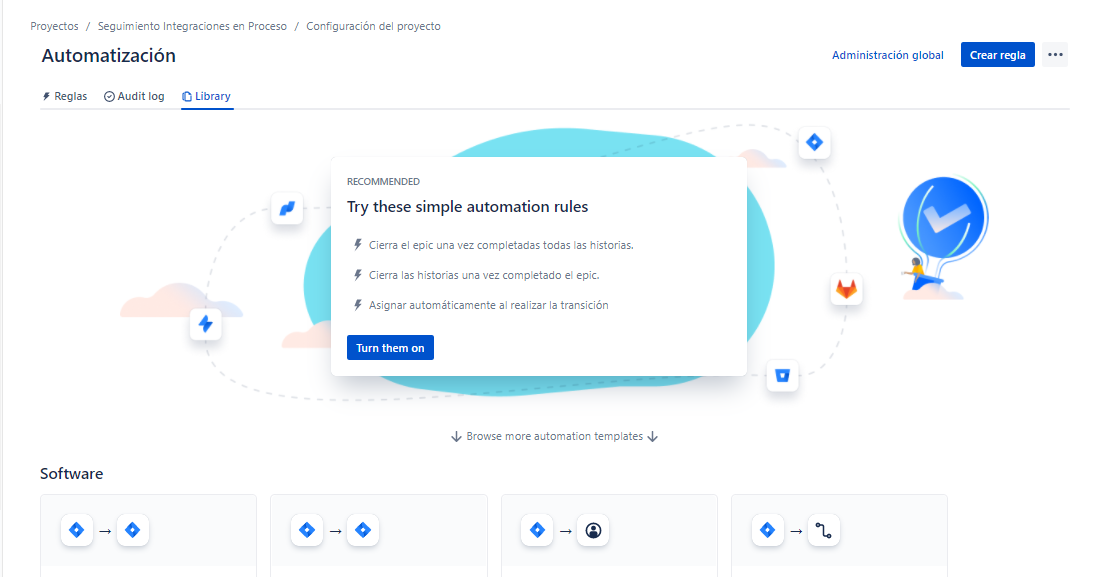 Proyectos / Seguimiento Integraciones en Proceso / Configuración del proyecto
Automatización
Administración global
Crear regla
Reglas
Audit log
Library
RECOMMENDED
Try these simple automation rules
Cierra el epic una vez completadas todas las historias.
Cierra las historias una vez completado el epic.
Asignar automáticamente al realizar la transición
Turn them on
Browse more automation templates
Software